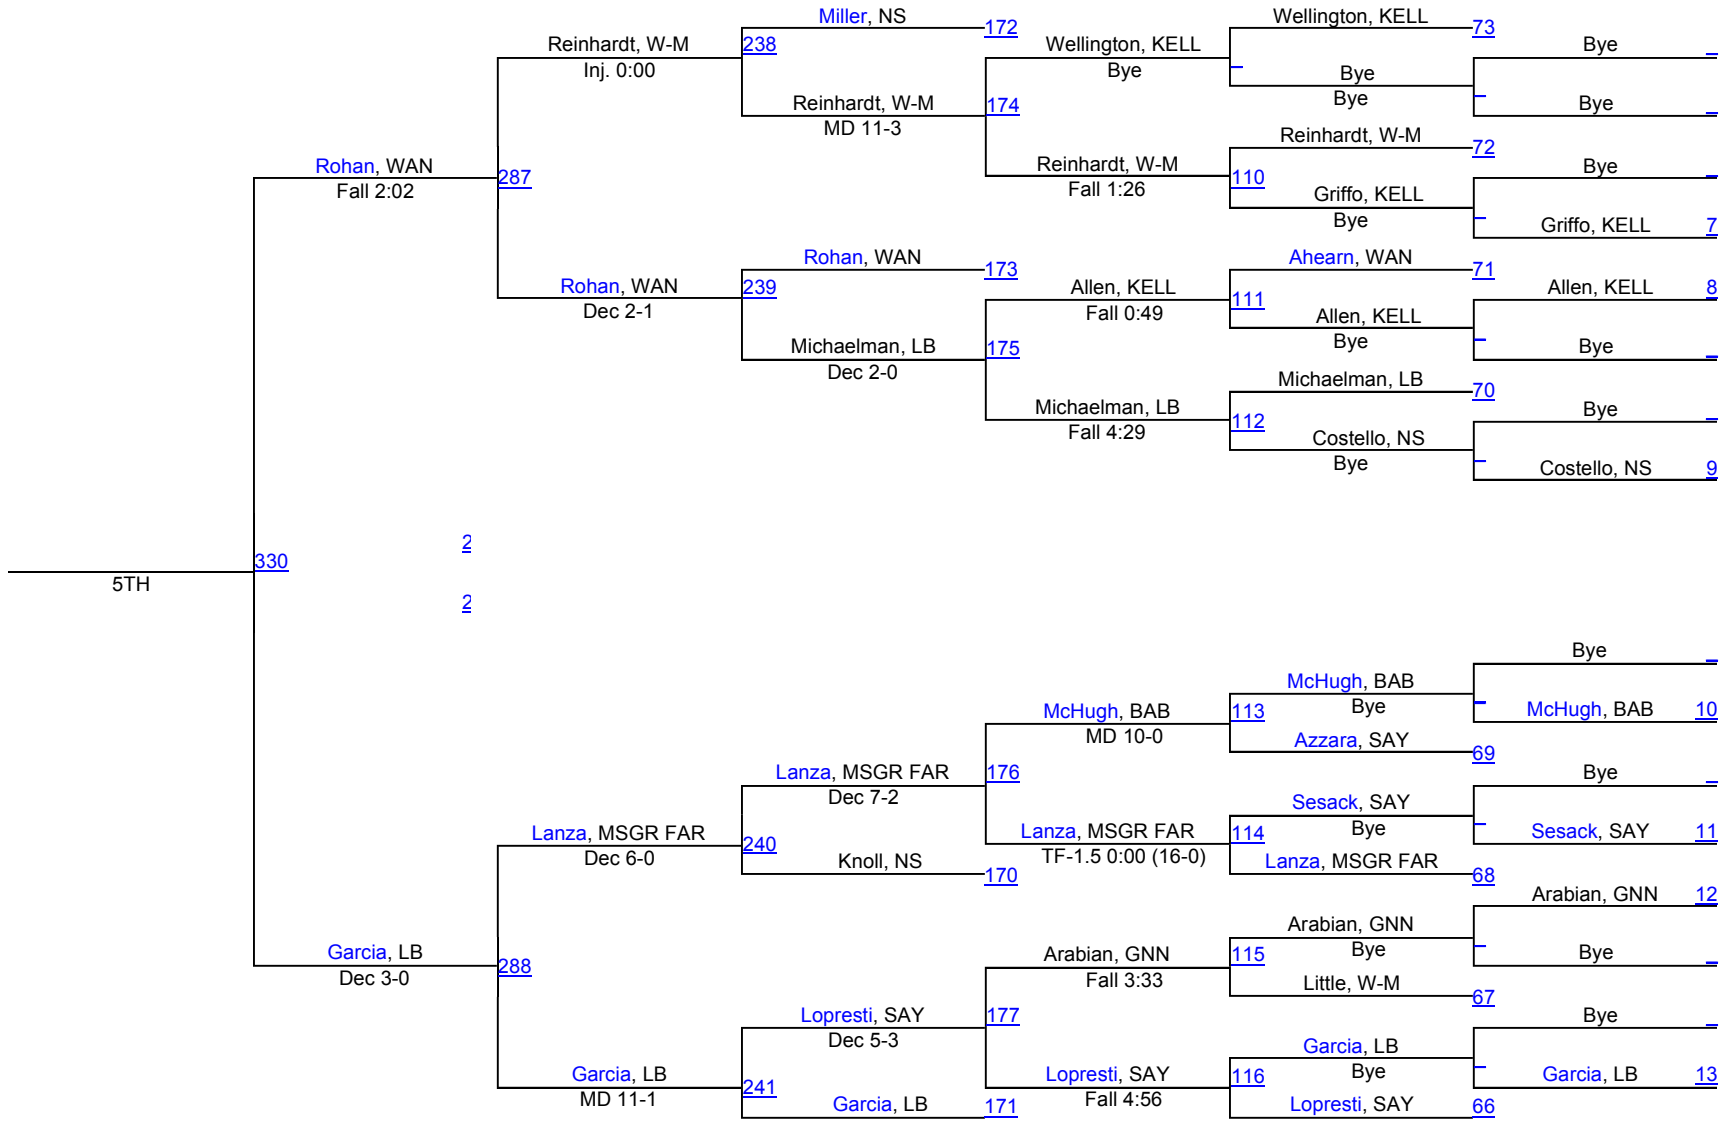 Miller, NS
172
Wellington, KELL
73
Reinhardt, W-M
238
Wellington, KELL
Bye
Inj. 0:00
Bye
Bye
Bye
Reinhardt, W-M
174
Bye
MD 11-3
Reinhardt, W-M
72
Rohan, WAN
287
Reinhardt, W-M
110
Bye
Fall 2:02
Fall 1:26
Griffo, KELL
Bye
Griffo, KELL
7
Rohan, WAN
173
Ahearn, WAN
71
Rohan, WAN
239
Allen, KELL
111
Allen, KELL
8
Dec 2-1
Fall 0:49
Allen, KELL
Bye
Michaelman, LB
175
Bye
Dec 2-0
Michaelman, LB
70
Michaelman, LB
112
Bye
Fall 4:29
Costello, NS
Bye
Costello, NS
9
2
330
5TH
2
Bye
McHugh, BAB
Bye
McHugh, BAB
113
McHugh, BAB
10
MD 10-0
Azzara, SAY
69
Lanza, MSGR FAR
176
Bye
Dec 7-2
Sesack, SAY
Bye
Lanza, MSGR FAR
240
Lanza, MSGR FAR
114
Sesack, SAY
11
Dec 6-0
TF-1.5 0:00 (16-0)
Knoll, NS
170
Lanza, MSGR FAR
68
Arabian, GNN
12
Arabian, GNN
Bye
Garcia, LB
288
Arabian, GNN
115
Bye
Dec 3-0
Fall 3:33
Little, W-M
67
Lopresti, SAY
177
Bye
Dec 5-3
Garcia, LB
Bye
Garcia, LB
241
Lopresti, SAY
116
Garcia, LB
13
MD 11-1
Fall 4:56
Garcia, LB
171
Lopresti, SAY
66